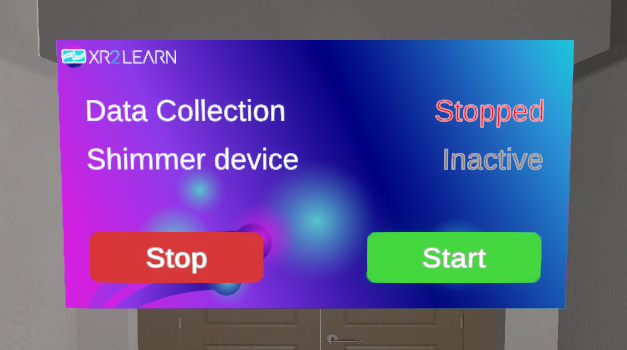 XR2LEARN
Data Collection Stopped
Shimmer device Inactive
Stop Start